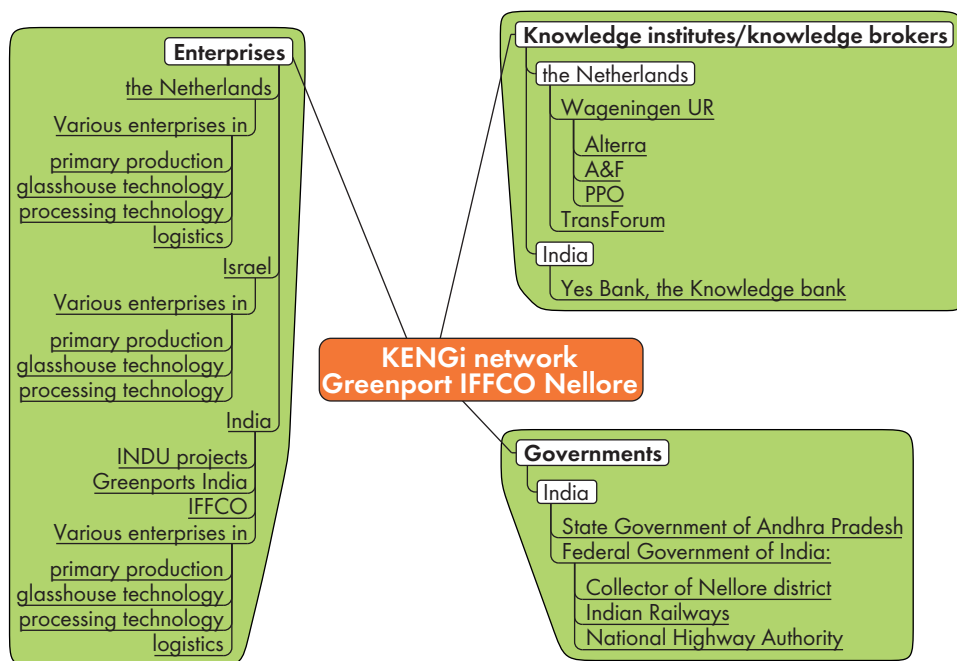 Enterprises
the Netherlands
Various enterprises in
primary production
glasshouse technology
processing technology
logistics
Israel
Various enterprises in
primary production
glasshouse technology
processing technology
India
INDU projects
Greenports India
IFFCO
Various enterprises in
primary production
glasshouse technology
processing technology
logistics
Knowledge institutes/knowledge brokers
the Netherlands
Wageningen UR
Alterra
A&F
PPO
TransForum
India
Yes Bank, the Knowledge bank
KENGi network
Greenport IFFCO Nellore
Governments
India
State Government of Andhra Pradesh
Federal Government of India:
Collector of Nellore district
Indian Railways
National Highway Authority